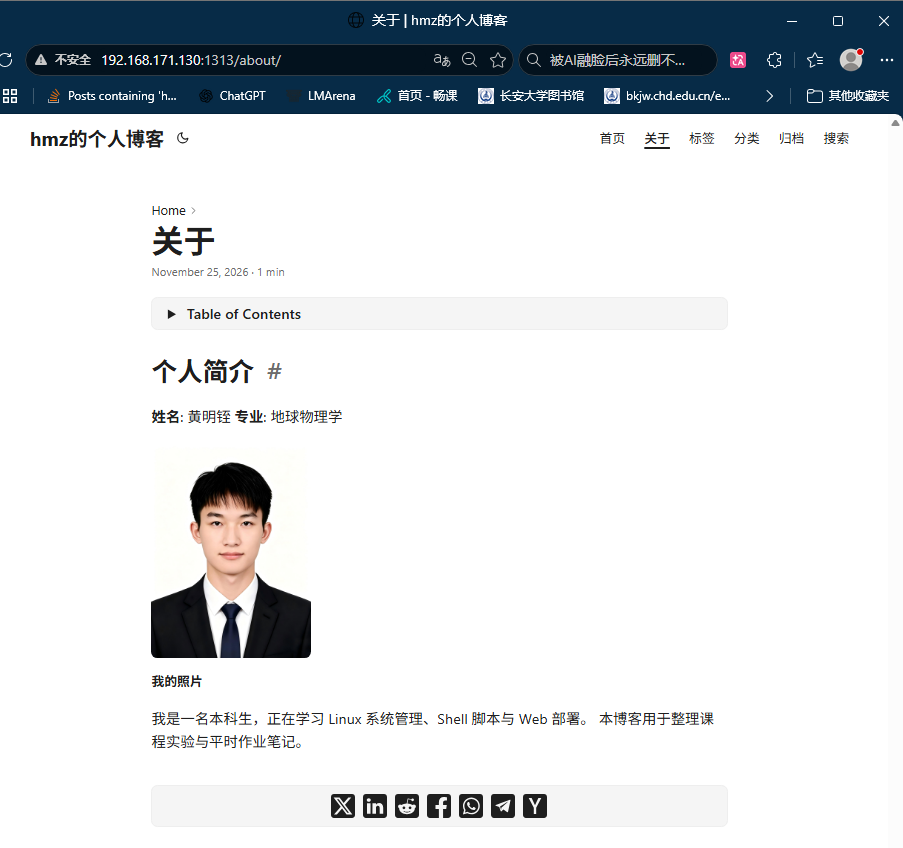 关于 | hmz的个人博客
不安全 192.168.171.130:1313/about/ 被AI融脸后永远删不...
Posts containing 'h... ChatGPT LMArena 首页 - 畅课 长安大学图书馆 bkjw.chd.edu.cn/e... 其他收藏夹
hmz的个人博客 首页 关于 标签 分类 归档 搜索
Home
关于
November 25, 2026 · 1 min
Table of Contents
个人简介 #
姓名: 黄明铚 专业: 地球物理学
我的照片
我是一名本科生，正在学习 Linux 系统管理、Shell 脚本与 Web 部署。 本博客用于整理课
程实验与平时作业笔记。